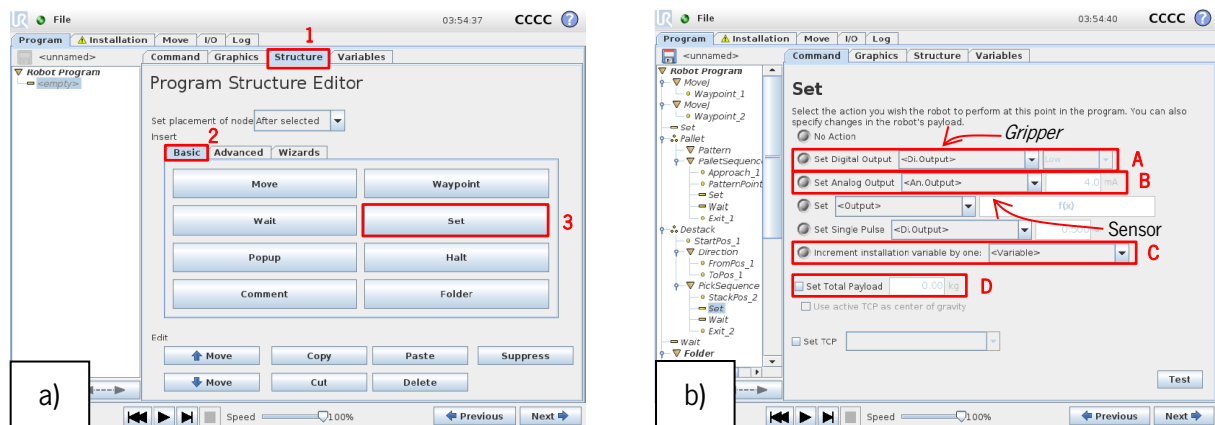 UR File 03:54:37 CCCC ?
Program Installation Move I/O Log
1
<unnamed>
Command Graphics Structure Variables
Robot Program
<empty>
Program Structure Editor
Set placement of node After selected
Insert
2
Basic Advanced Wizards
Move Waypoint
Wait Set 3
Popup Halt
Comment Folder
Edit
Move Copy Paste Suppress
Move Cut Delete
a)
Speed 100% Previous Next
UR File 03:54:40 CCCC ?
Program Installation Move I/O Log
<unnamed>
Command Graphics Structure Variables
Robot Program
MoveJ
Waypoint_1
MoveJ
Waypoint_2
Set
Pallet
Pattern
PalletSequenc
Approach_1
PatternPoint
Set
Wait
Exit_1
Destack
StartPos_1
Direction
FromPos_1
ToPos_1
PickSequence
StackPos_2
Set
Wait
Exit_2
Wait
Folder
Set
Select the action you wish the robot to perform at this point in the program. You can also
specify changes in the robot's payload.
No Action
Gripper
Set Digital Output <Di.Output> Low A
Set Analog Output <An.Output> 4.0 mA B
Set <Output> f(x)
Set Single Pulse <Di.Output>
Sensor
Increment installation variable by one: <Variable> C
Set Total Payload 0.00 kg D
Use active TCP as center of gravity
Set TCP
Test
b)
Speed 100% Previous Next